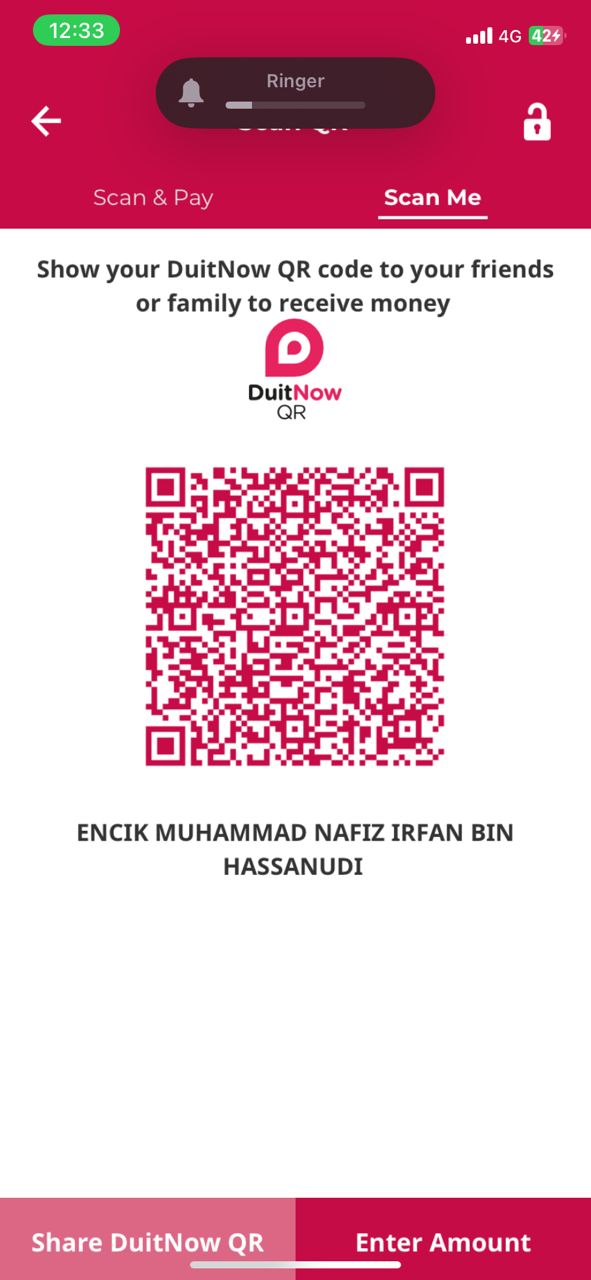 12:33
4G 42
Ringer
Scan & Pay
Scan Me
Show your DuitNow QR code to your friends
or family to receive money
DuitNow
QR
ENCIK MUHAMMAD NAFIZ IRFAN BIN
HASSANUDI
Share DuitNow QR
Enter Amount